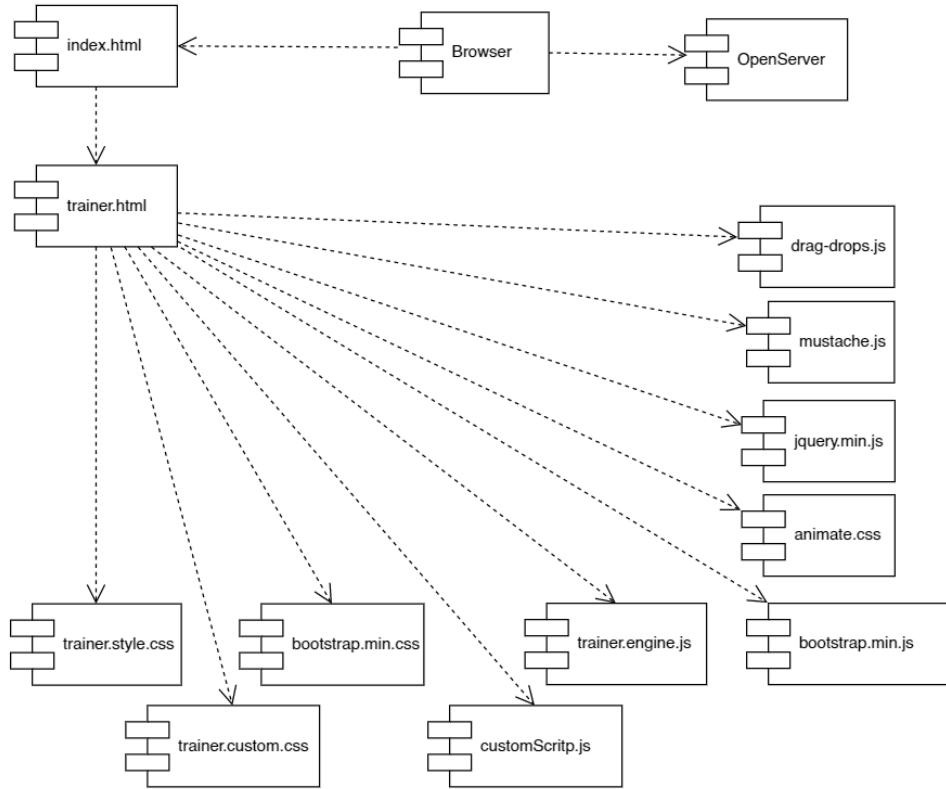 index.html
Browser
OpenServer
trainer.html
drag-drops.js
mustache.js
jquery.min.js
animate.css
trainer.style.css
bootstrap.min.css
trainer.engine.js
bootstrap.min.js
trainer.custom.css
customScritp.js